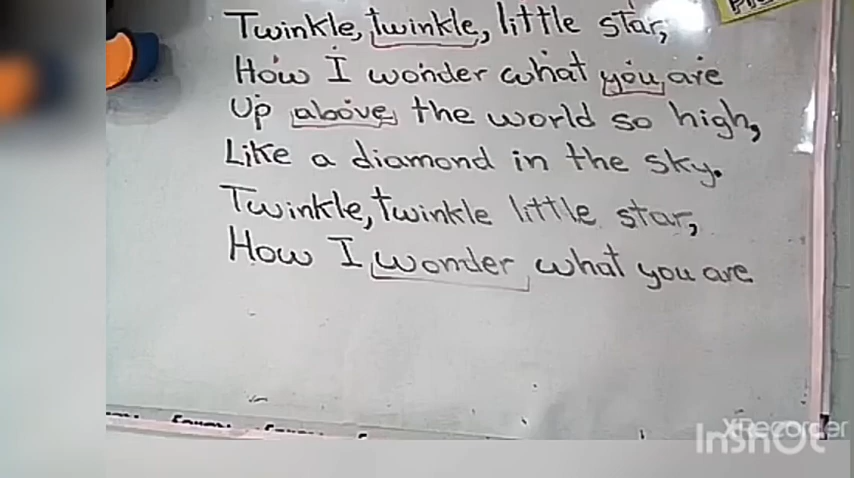 Twinkle, twinkle, little star,
How I wonder what you are
Up above the world so high,
Like a diamond in the sky.
Twinkle, twinkle little star,
How I wonder what you are
XRecorder
InShOt